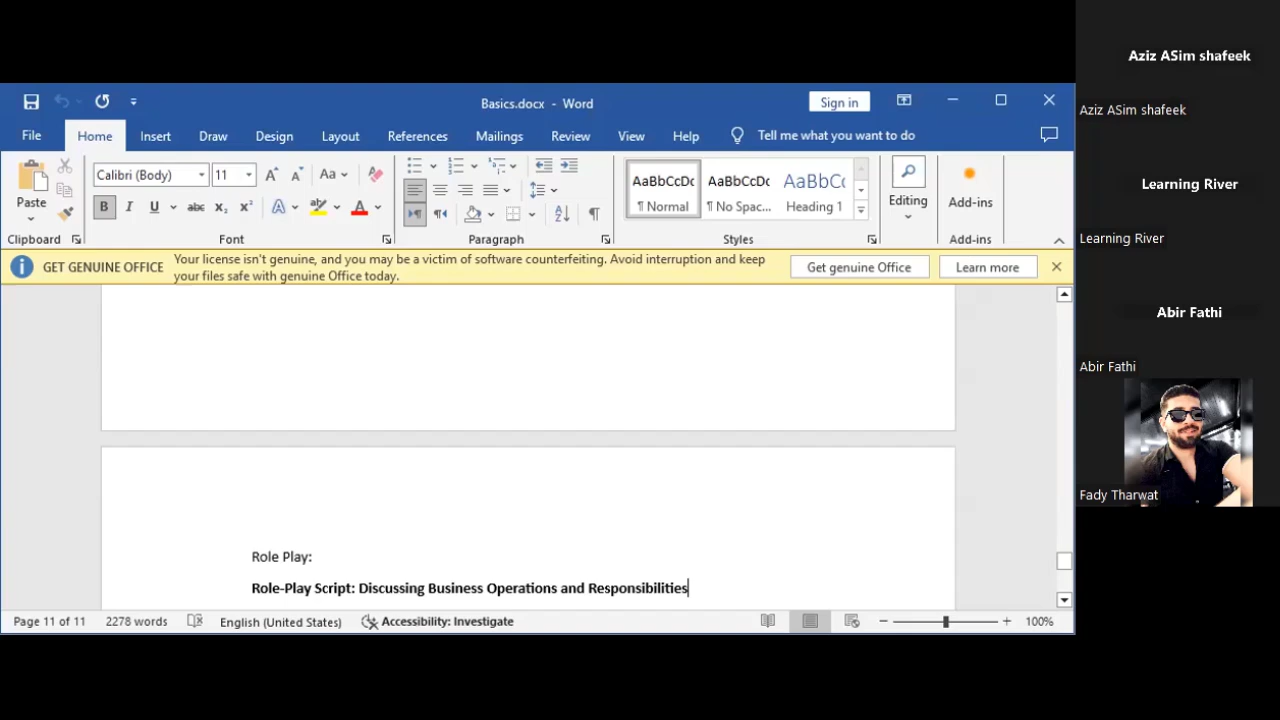 Aziz ASim shafeek
Basics.docx - Word
Sign in
Aziz ASim shafeek
File Home Insert Draw Design Layout References Mailings Review View Help Tell me what you want to do
Learning River
Learning River
Paste
Calibri (Body) 11 A A Aa A
B I U abc X₂ X² A A
AaBbCcDc AaBbCcDc AaBbC
¶ Normal ¶ No Spac... Heading 1
Editing
Add-ins
Clipboard Font Paragraph Styles Add-ins
GET GENUINE OFFICE Your license isn't genuine, and you may be a victim of software counterfeiting. Avoid interruption and keep
your files safe with genuine Office today.
Get genuine Office Learn more
Abir Fathi
Abir Fathi
Fady Tharwat
Role Play:
Role-Play Script: Discussing Business Operations and Responsibilities
Page 11 of 11 2278 words English (United States) Accessibility: Investigate 100%